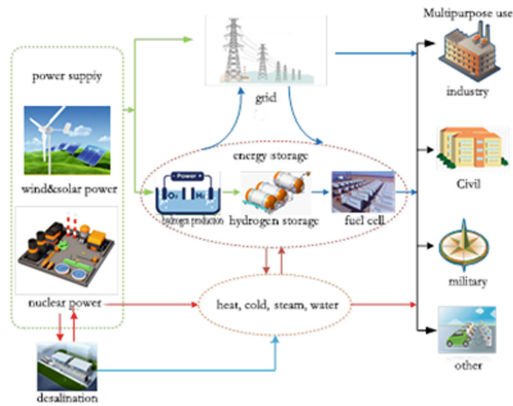 Multipurpose use
power supiiy
grid
industry
energy storage
Power +
O₂
H₂
wind&solar power
hydrogen production
hydrogen storage
fuel cell
Civil
military
nuclear power
heat, cold, steam, water
desalination
other